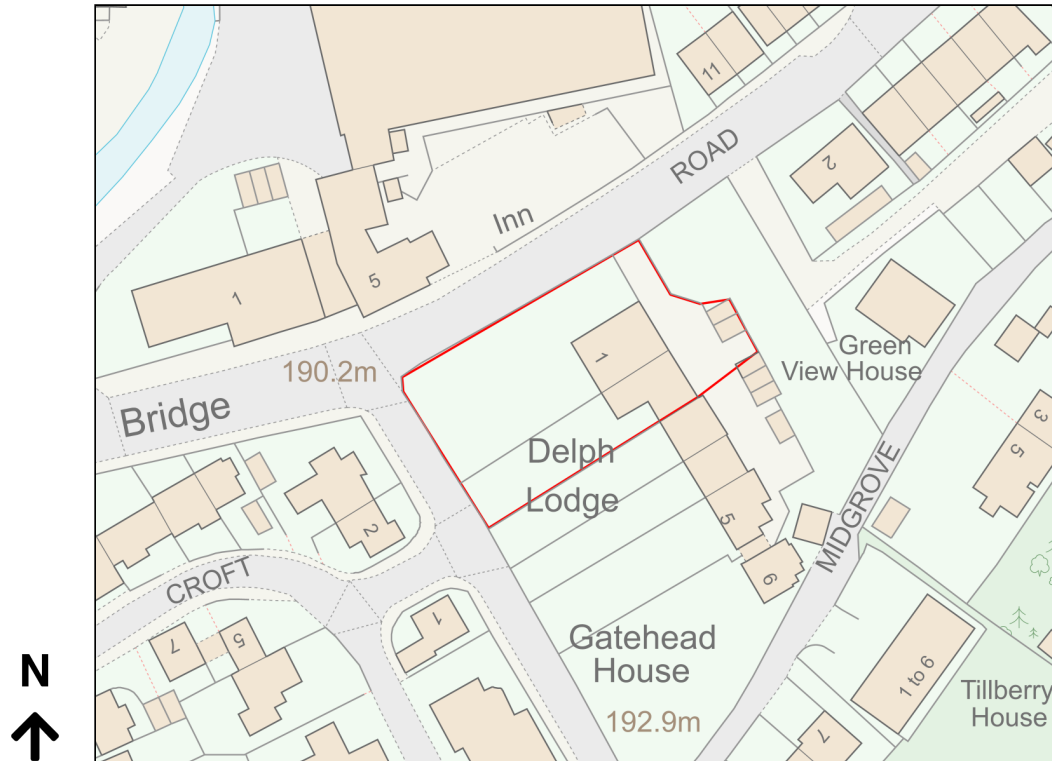 11
ROAD
2
Inn
5
1
190.2m
1
Green
View House
Bridge
3
5
Delph
Lodge
MIDGROVE
2
5
6
CROFT
1
7
5
Gatehead
House
1 to 6
N
192.9m
Tillberry
House
7